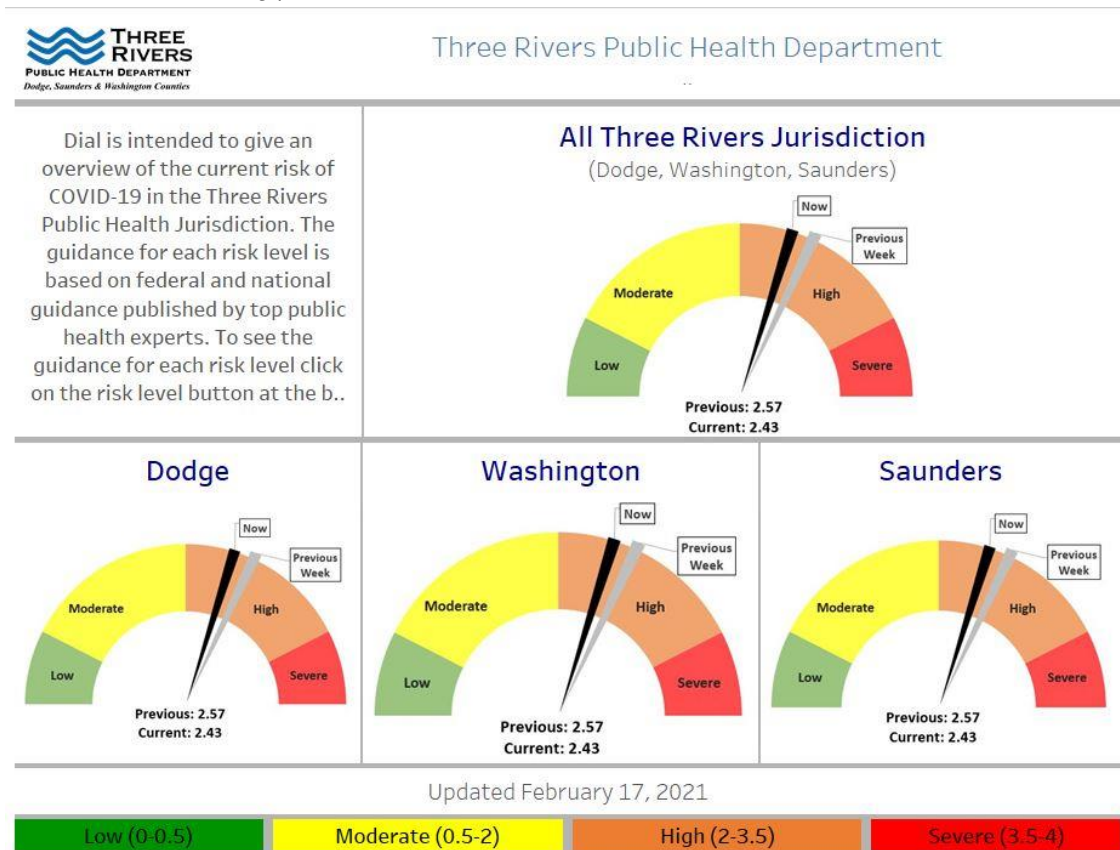 THREE
RIVERS
PUBLIC HEALTH DEPARTMENT
Dodge, Saunders & Washington Counties
Three Rivers Public Health Department
..
Dial is intended to give an
overview of the current risk of
COVID-19 in the Three Rivers
Public Health Jurisdiction. The
guidance for each risk level is
based on federal and national
guidance published by top public
health experts. To see the
guidance for each risk level click
on the risk level button at the b..
All Three Rivers Jurisdiction
(Dodge, Washington, Saunders)
Now
Previous
Week
Moderate
High
Low
Severe
Previous: 2.57
Current: 2.43
Dodge
Now
Previous
Week
Moderate
High
Low
Severe
Previous: 2.57
Current: 2.43
Washington
Now
Previous
Week
Moderate
High
Low
Severe
Previous: 2.57
Current: 2.43
Saunders
Now
Previous
Week
Moderate
High
Low
Severe
Previous: 2.57
Current: 2.43
Updated February 17, 2021
Low (0-0.5)
Moderate (0.5-2)
High (2-3.5)
Severe (3.5-4)